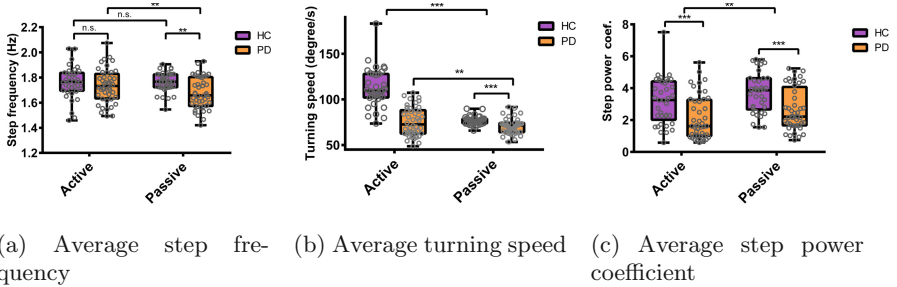 **
n.s.
n.s.
**
2.2
2.0
1.8
1.6
1.4
1.2
Step frequency (Hz)
Active
Passive
HC
PD
***
**
***
150
100
50
Turning speed (degree/s)
Active
Passive
HC
PD
**
***
***
8
6
4
2
0
Step power coef.
Active
Passive
HC
PD
(a) Average step fre-
quency
(b) Average turning speed
(c) Average step power
coefficient